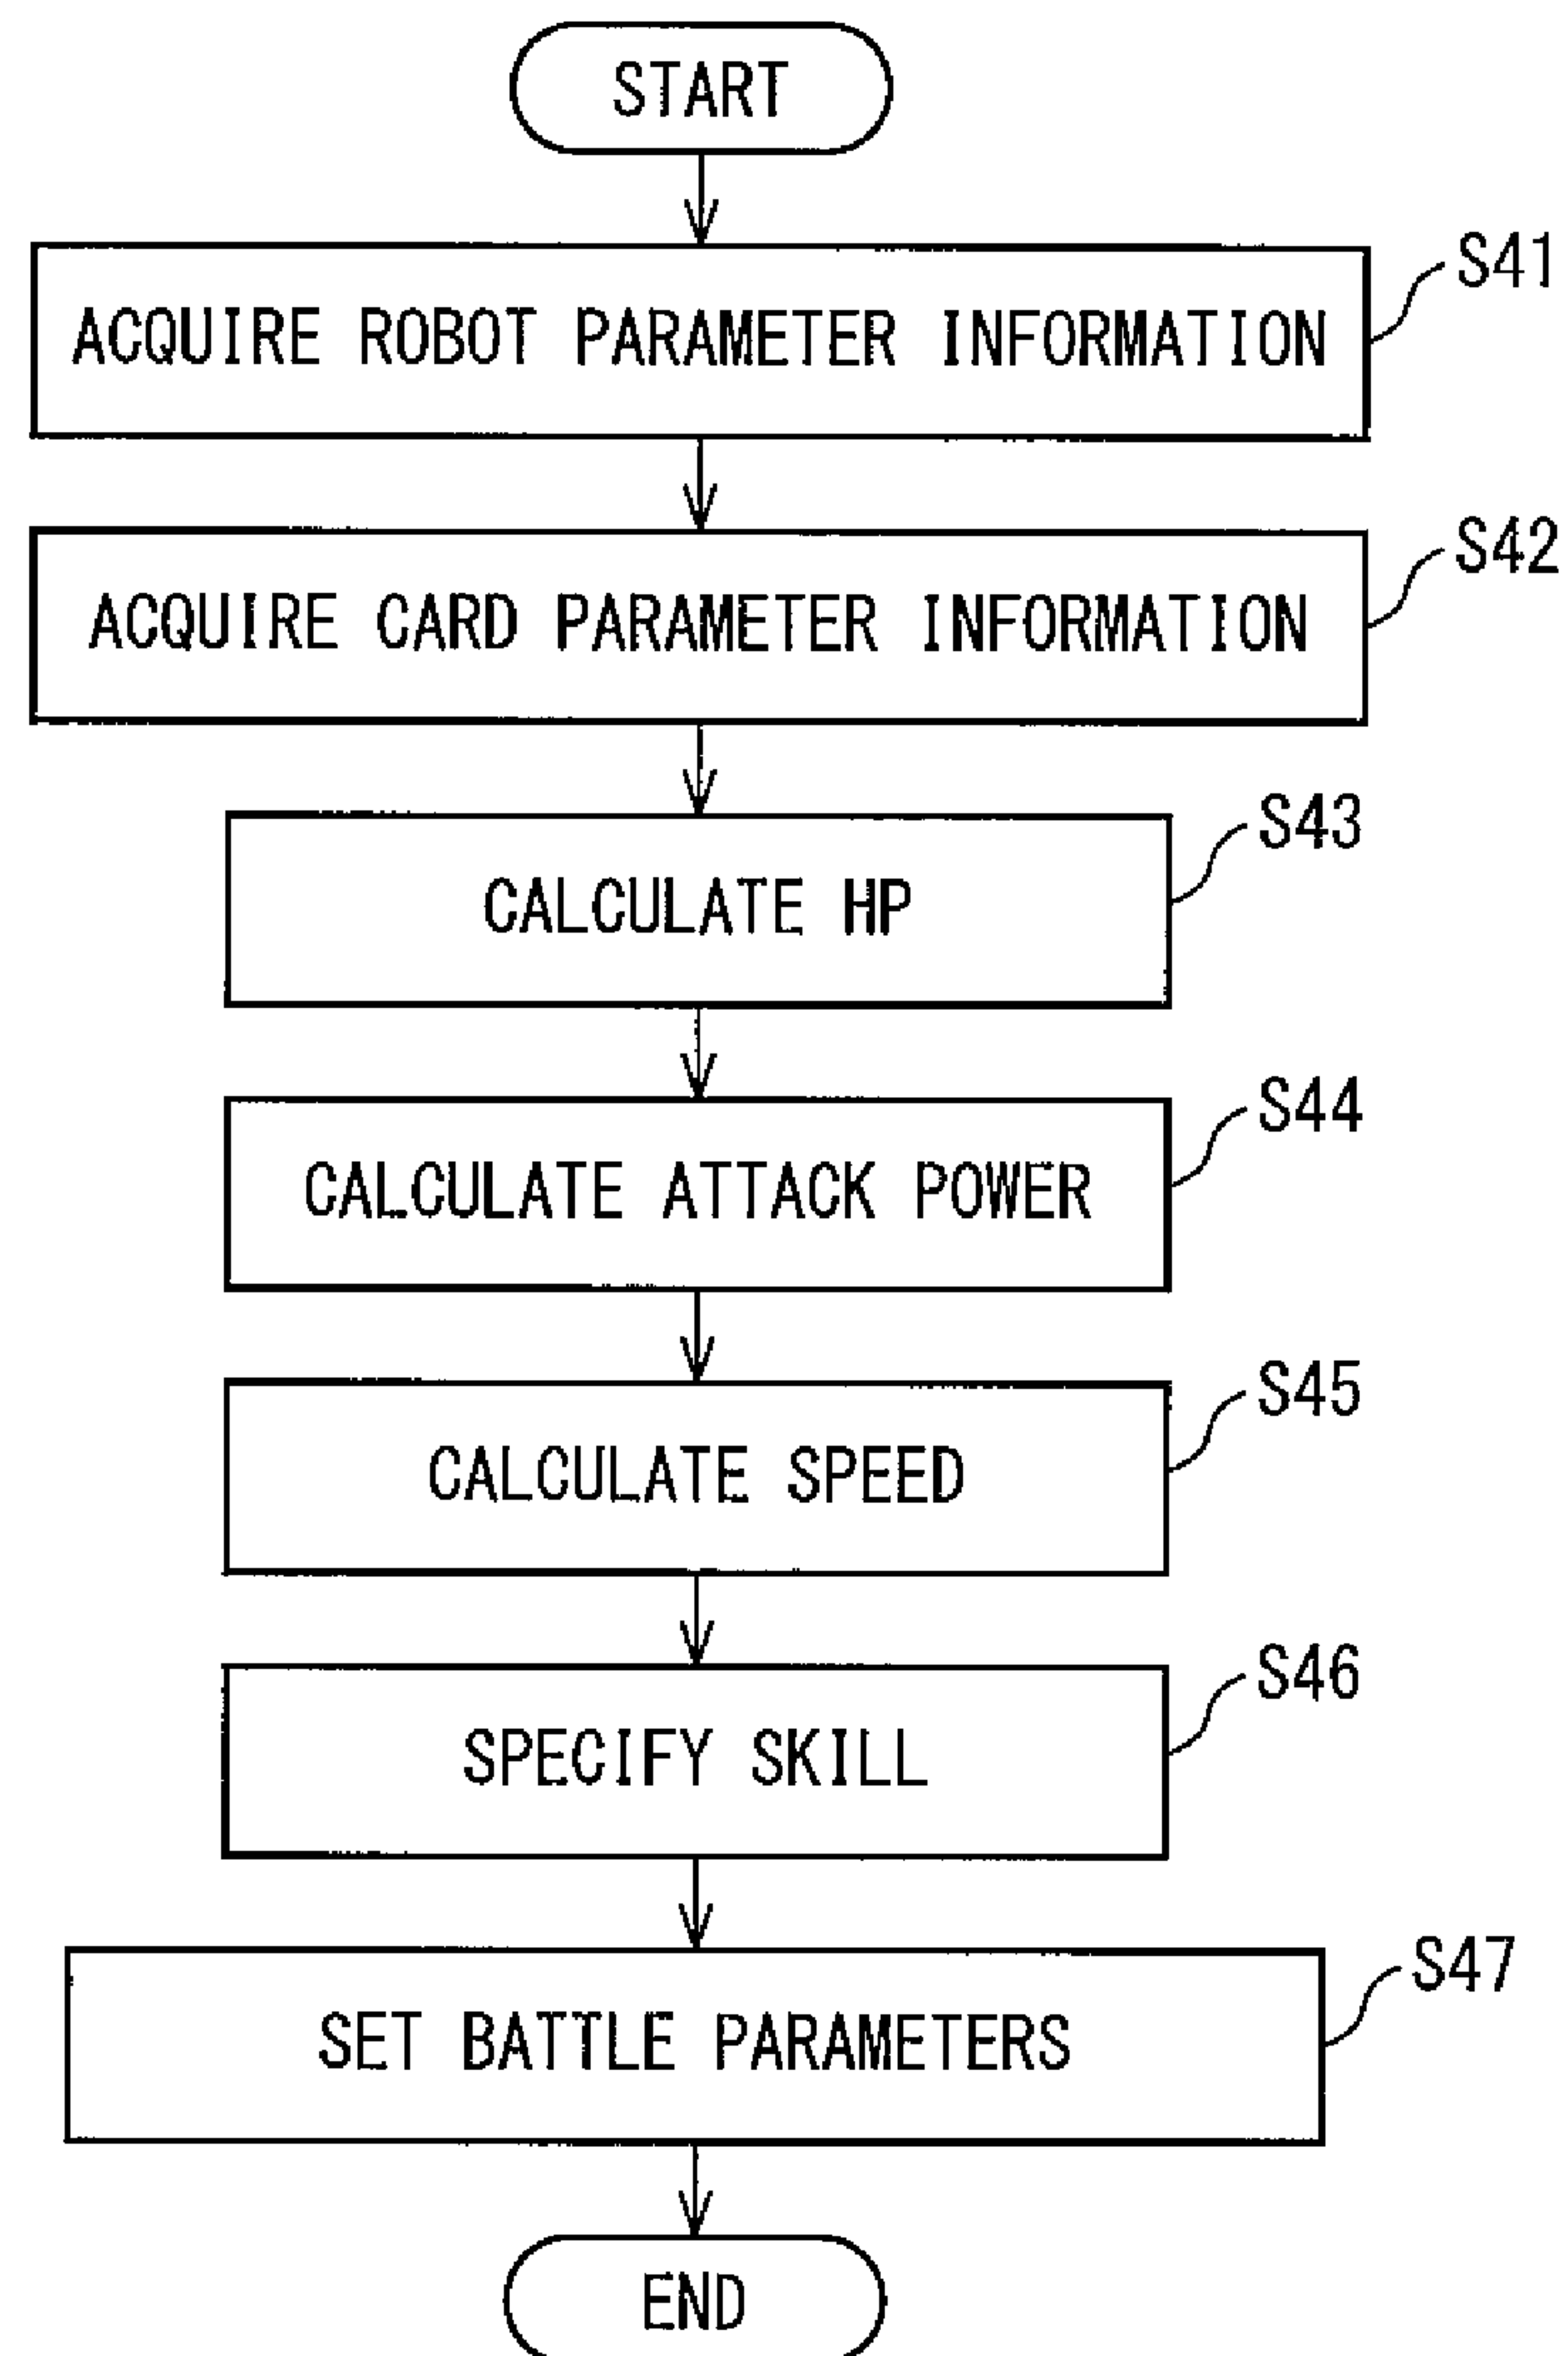 START
ACQUIRE ROBOT PARAMETER INFORMATION
S41
ACQUIRE CARD PARAMETER INFORMATION
S42
CALCULATE HP
S43
CALCULATE ATTACK POWER
S44
CALCULATE SPEED
S45
SPECIFY SKILL
S46
SET BATTLE PARAMETERS
S47
END